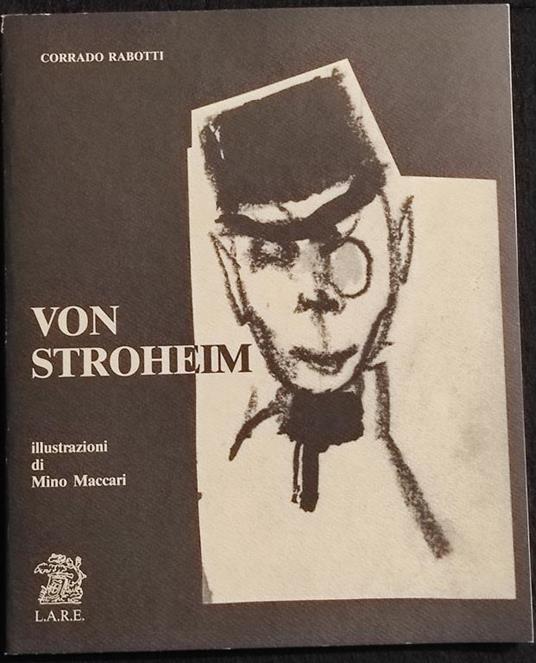 CORRADO RABOTTI
VON
STROHEIM
illustrazioni
di
Mino Maccari
L.A.R.E.